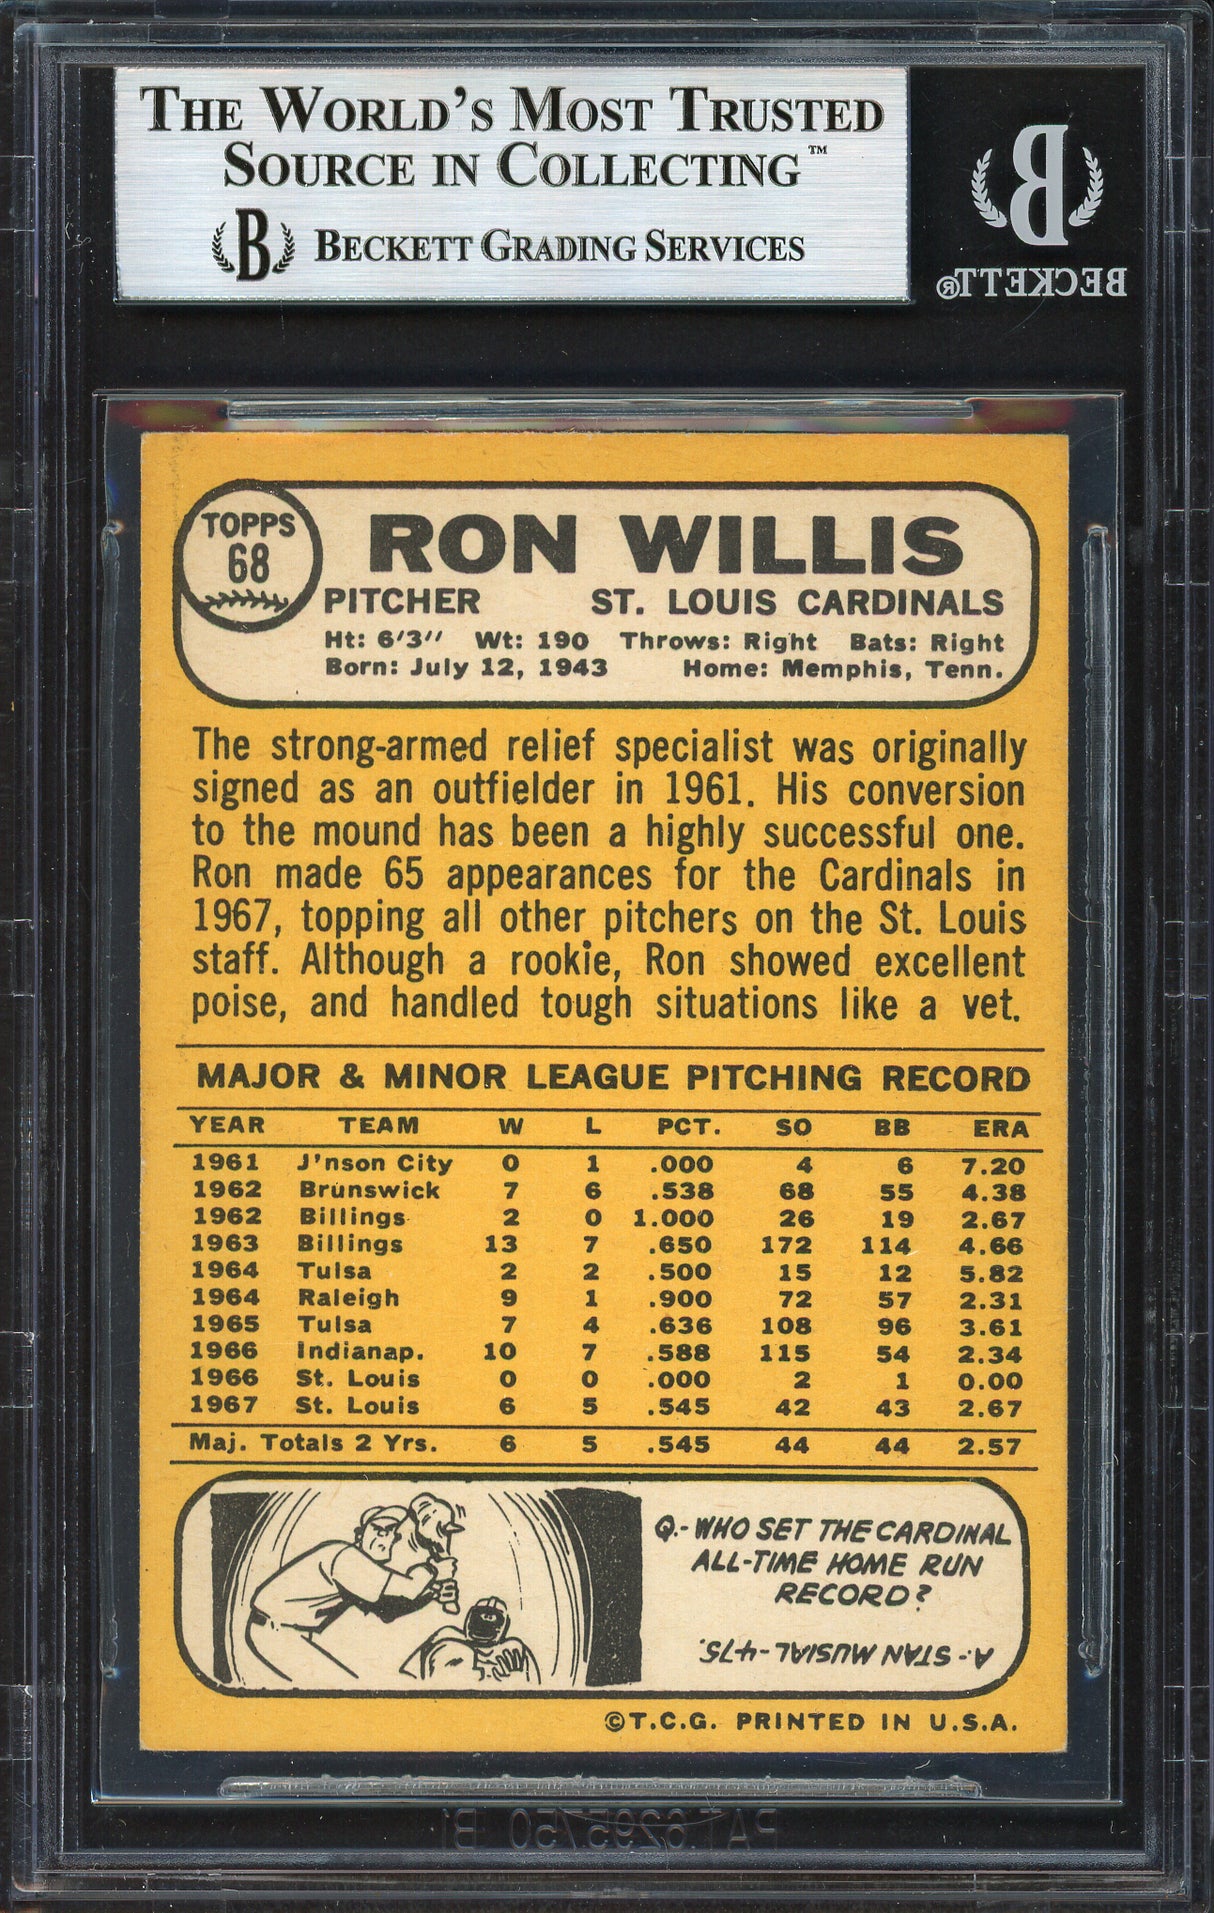 THE WORLD'S MOST TRUSTED
SOURCE IN COLLECTING™
B BECKETT GRADING SERVICES
B
BECKETT®
TOPPS
68
RON WILLIS
PITCHER ST. LOUIS CARDINALS
Ht: 6'3" Wt: 190 Throws: Right Bats: Right
Born: July 12, 1943 Home: Memphis, Tenn.
The strong-armed relief specialist was originally
signed as an outfielder in 1961. His conversion
to the mound has been a highly successful one.
Ron made 65 appearances for the Cardinals in
1967, topping all other pitchers on the St. Louis
staff. Although a rookie, Ron showed excellent
poise, and handled tough situations like a vet.
MAJOR & MINOR LEAGUE PITCHING RECORD
YEAR TEAM W L PCT. SO BB ERA
1961 J'nson City 0 1 .000 4 6 7.20
1962 Brunswick 7 6 .538 68 55 4.38
1962 Billings 2 0 1.000 26 19 2.67
1963 Billings 13 7 .650 172 114 4.66
1964 Tulsa 2 2 .500 15 12 5.82
1964 Raleigh 9 1 .900 72 57 2.31
1965 Tulsa 7 4 .636 108 96 3.61
1966 Indianap. 10 7 .588 115 54 2.34
1966 St. Louis 0 0 .000 2 1 0.00
1967 St. Louis 6 5 .545 42 43 2.67
Maj. Totals 2 Yrs. 6 5 .545 44 44 2.57
Q.- WHO SET THE CARDINAL
ALL-TIME HOME RUN
RECORD?
A.- STAN MUSIAL - 475.
©T.C.G. PRINTED IN U.S.A.
PAT.6295750 B1